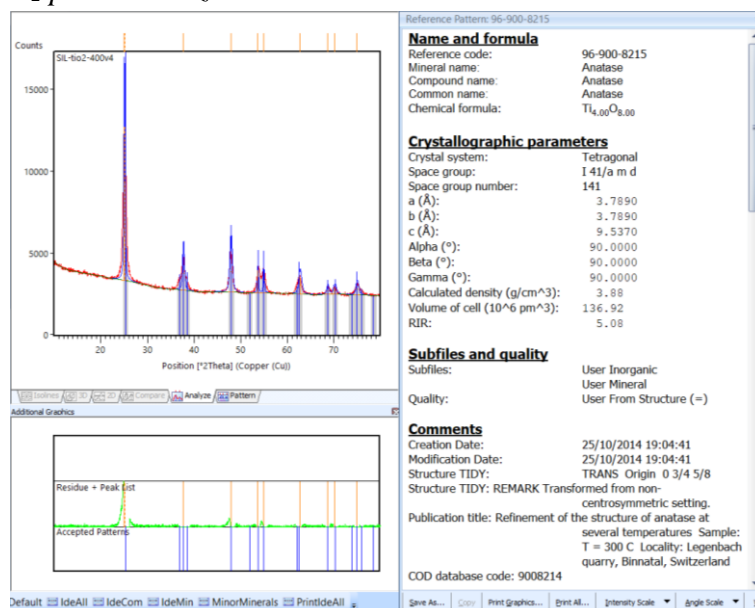 Counts
SIL-tio2-400v4
15000
10000
5000
0
20 30 40 50 60 70
Position [°2Theta] (Copper (Cu))
Isolines 2D 2D Compare Analyze Pattern
Additional Graphics
Residue + Peak List
Accepted Patterns
Default IdeAll IdeCom IdeMin MinorMinerals PrintIdeAll
Reference Pattern: 96-900-8215
Name and formula
Reference code: 96-900-8215
Mineral name: Anatase
Compound name: Anatase
Common name: Anatase
Chemical formula: Ti4.00O8.00
Crystallographic parameters
Crystal system: Tetragonal
Space group: I 41/a m d
Space group number: 141
a (Å): 3.7890
b (Å): 3.7890
c (Å): 9.5370
Alpha (°): 90.0000
Beta (°): 90.0000
Gamma (°): 90.0000
Calculated density (g/cm^3): 3.88
Volume of cell (10^6 pm^3): 136.92
RIR: 5.08
Subfiles and quality
Subfiles: User Inorganic
User Mineral
Quality: User From Structure (=)
Comments
Creation Date: 25/10/2014 19:04:41
Modification Date: 25/10/2014 19:04:41
Structure TIDY: TRANS Origin 0 3/4 5/8
Structure TIDY: REMARK Transformed from non-
centrosymmetric setting.
Publication title: Refinement of the structure of anatase at
several temperatures Sample:
T = 300 C Locality: Legenbach
quarry, Binnatal, Switzerland
COD database code: 9008214
Save As... Copy Print Graphics... Print All... Intensity Scale Angle Scale